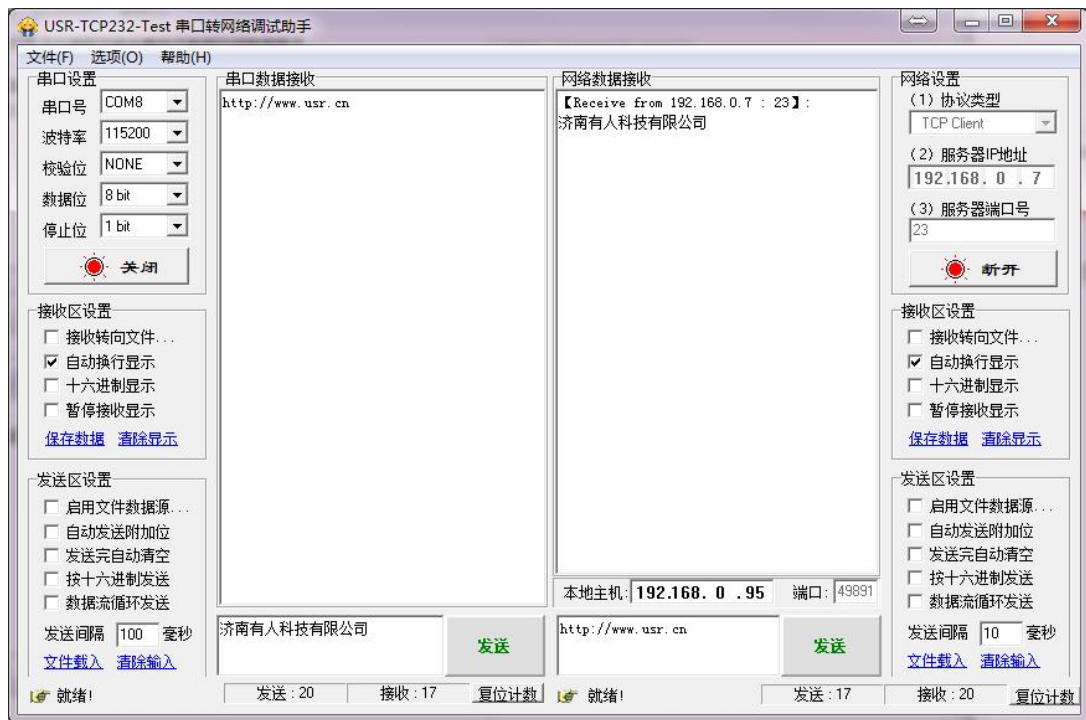 USR-TCP232-Test 串口转网络调试助手
文件(F) 选项(O) 帮助(H)
串口设置
串口号 COM8
波特率 115200
校验位 NONE
数据位 8 bit
停止位 1 bit
关闭
接收区设置
接收转向文件...
自动换行显示
十六进制显示
暂停接收显示
保存数据 清除显示
发送区设置
启用文件数据源...
自动发送附加位
发送完自动清空
按十六进制发送
数据流循环发送
发送间隔 100 毫秒
文件载入 清除输入
串口数据接收
http://www.usr.cn
济南有人科技有限公司
发送
网络数据接收
【Receive from 192.168.0.7 : 23】:
济南有人科技有限公司
本地主机: 192.168. 0 .95 端口: 49891
http://www.usr.cn
发送
网络设置
(1) 协议类型
TCP Client
(2) 服务器IP地址
192.168. 0 . 7
(3) 服务器端口号
23
断开
接收区设置
接收转向文件...
自动换行显示
十六进制显示
暂停接收显示
保存数据 清除显示
发送区设置
启用文件数据源...
自动发送附加位
发送完自动清空
按十六进制发送
数据流循环发送
发送间隔 10 毫秒
文件载入 清除输入
就绪! 发送:20 接收:17 复位计数
就绪! 发送:17 接收:20 复位计数